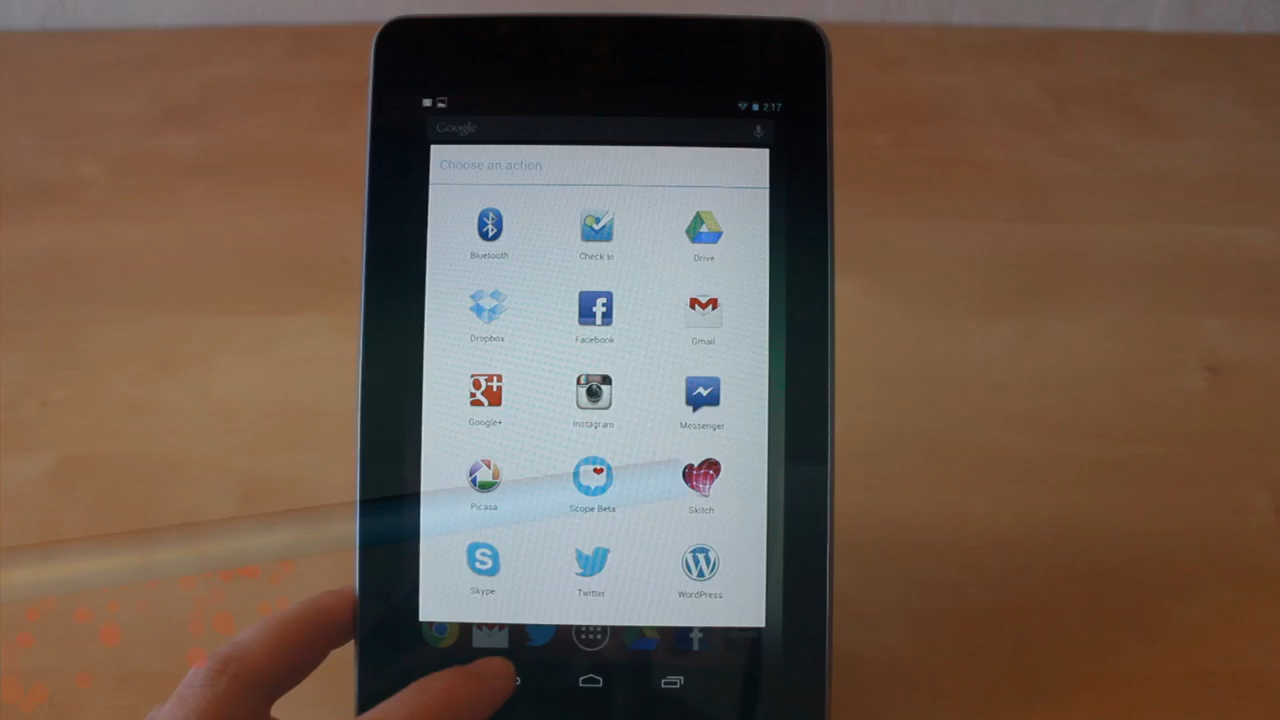 2:17
Google
Choose an action
Bluetooth Check In Drive
Dropbox Facebook Gmail
Google+ Instagram Messenger
Picasa Scope Beta Skitch
Skype Twitter WordPress